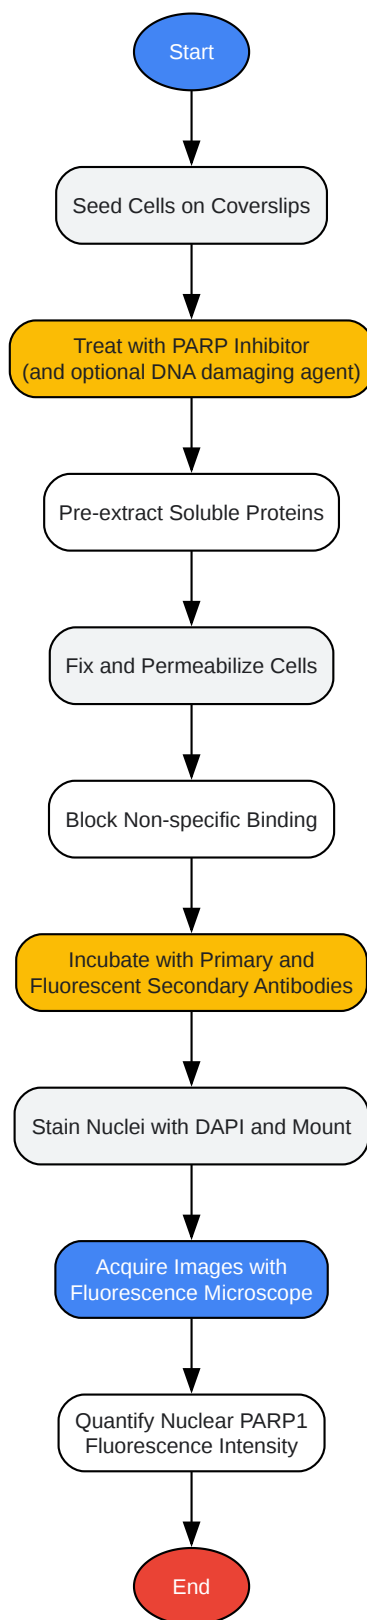 Start
Seed Cells on Coverslips
Treat with PARP Inhibitor
(and optional DNA damaging agent)
Pre-extract Soluble Proteins
Fix and Permeabilize Cells
Block Non-specific Binding
Incubate with Primary and
Fluorescent Secondary Antibodies
Stain Nuclei with DAPI and Mount
Acquire Images with
Fluorescence Microscope
Quantify Nuclear PARP1
Fluorescence Intensity
End